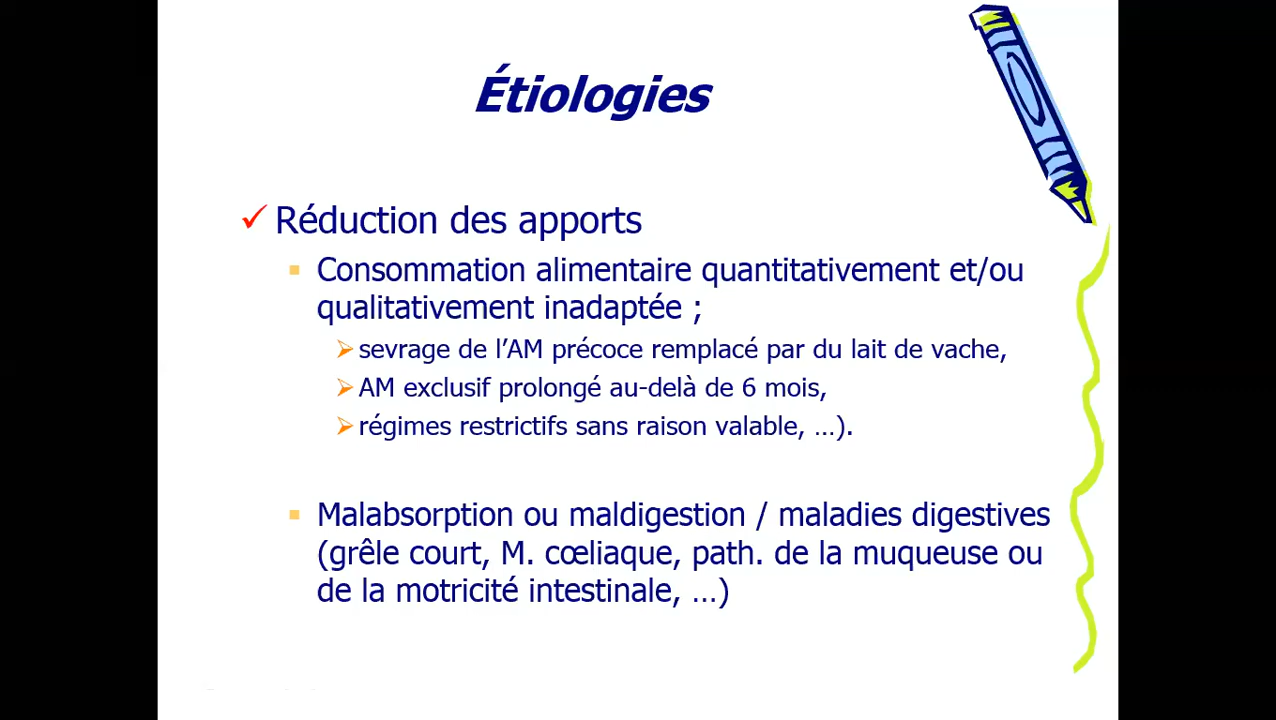 Étiologies
Réduction des apports
Consommation alimentaire quantitativement et/ou
qualitativement inadaptée ;
sevrage de l’AM précoce remplacé par du lait de vache,
AM exclusif prolongé au-delà de 6 mois,
régimes restrictifs sans raison valable, …).
Malabsorption ou maldigestion / maladies digestives
(grêle court, M. cœliaque, path. de la muqueuse ou
de la motricité intestinale, …)